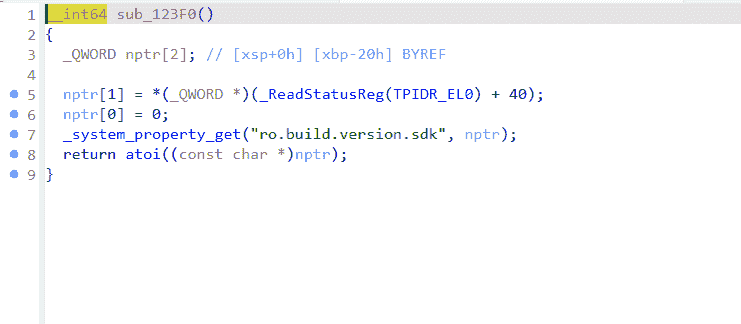 1 __int64 sub_123F0()
2 {
3 _QWORD nptr[2]; // [xsp+0h] [xbp-20h] BYREF
4
5 nptr[1] = *(_QWORD *)(_ReadStatusReg(TPIDR_EL0) + 40);
6 nptr[0] = 0;
7 _system_property_get("ro.build.version.sdk", nptr);
8 return atoi((const char *)nptr);
9 }